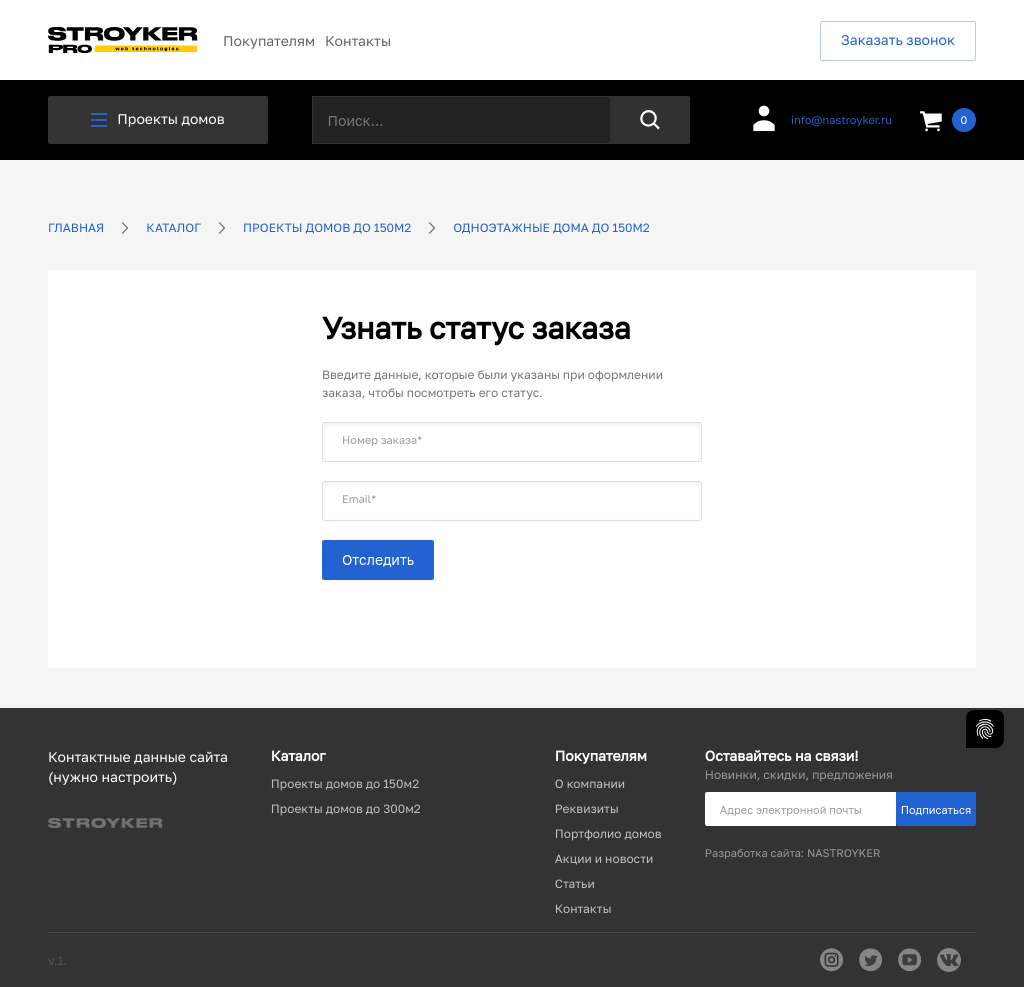 STROYKER
PRO web technologies
Покупателям Контакты
Заказать звонок
Проекты домов
Поиск...
info@nastroyker.ru
0
ГЛАВНАЯ
КАТАЛОГ
ПРОЕКТЫ ДОМОВ ДО 150М2
ОДНОЭТАЖНЫЕ ДОМА ДО 150М2
Узнать статус заказа
Введите данные, которые были указаны при оформлении
заказа, чтобы посмотреть его статус.
Номер заказа*
Email*
Отследить
Контактные данные сайта
(нужно настроить)
STROYKER
Каталог
Проекты домов до 150м2
Проекты домов до 300м2
Покупателям
О компании
Реквизиты
Портфолио домов
Акции и новости
Статьи
Контакты
Оставайтесь на связи!
Новинки, скидки, предложения
Адрес электронной почты
Подписаться
Разработка сайта: NASTROYKER
v.1.